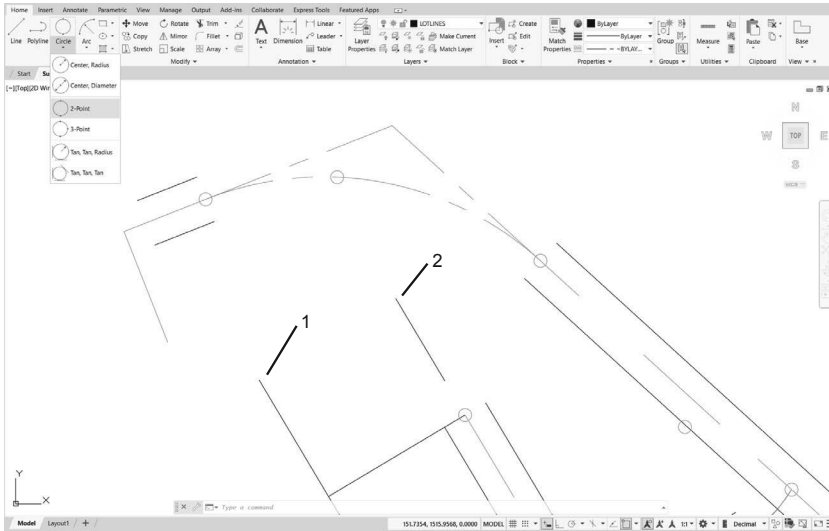 Home Insert Annotate Parametric View Manage Output Add-ins Collaborate Express Tools Featured Apps
Line Polyline Circle Arc
Move Rotate Trim
Copy Mirror Fillet
Stretch Scale Array
Modify
Text Dimension
Linear
Leader
Table
Annotation
Layer Properties
LOTLINES
Make Current
Match Layer
Layers
Insert
Create
Edit
Block
Match Properties
ByLayer
ByLayer
BYLAY...
Properties
Group
Groups
Measure
Utilities
Paste
Clipboard
Base
View
Start
Center, Radius
Center, Diameter
2-Point
3-Point
Tan, Tan, Radius
Tan, Tan, Tan
[−][Top][2D Wir
N
W TOP E
S
WCS
2
1
Y
X
Type a command
Model Layout1 +
151.7354, 1515.9568, 0.0000 MODEL
1:1
Decimal